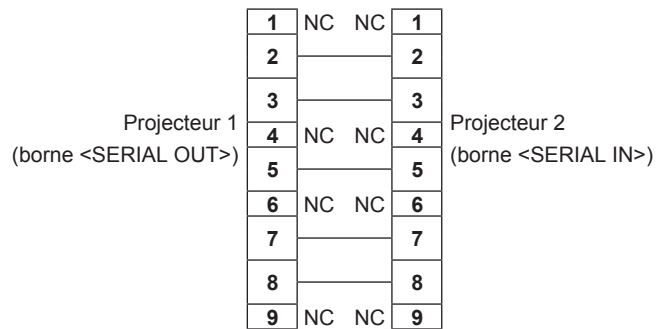 1 NC NC 1
2 2
3 3
Projecteur 1
(borne <SERIAL OUT>)
4 NC NC 4
Projecteur 2
(borne <SERIAL IN>)
5 5
6 NC NC 6
7 7
8 8
9 NC NC 9